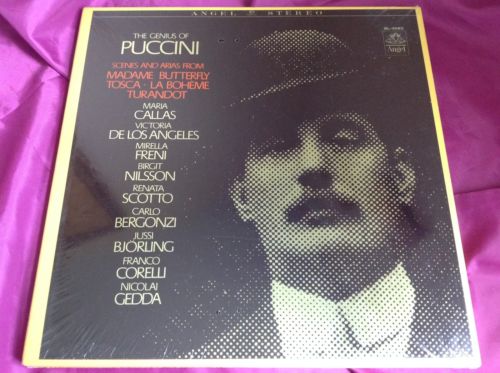 ANGEL STEREO
Angel
THE GENIUS OF
PUCCINI
SCENES AND ARIAS FROM
MADAME BUTTERFLY
TOSCA · LA BOHEME
TURANDOT
MARIA
CALLAS
VICTORIA
DE LOS ANGELES
MIRELLA
FRENI
BIRGIT
NILSSON
RENATA
SCOTTO
CARLO
BERGONZI
JUSSI
BJÖRLING
FRANCO
CORELLI
NICOLAI
GEDDA